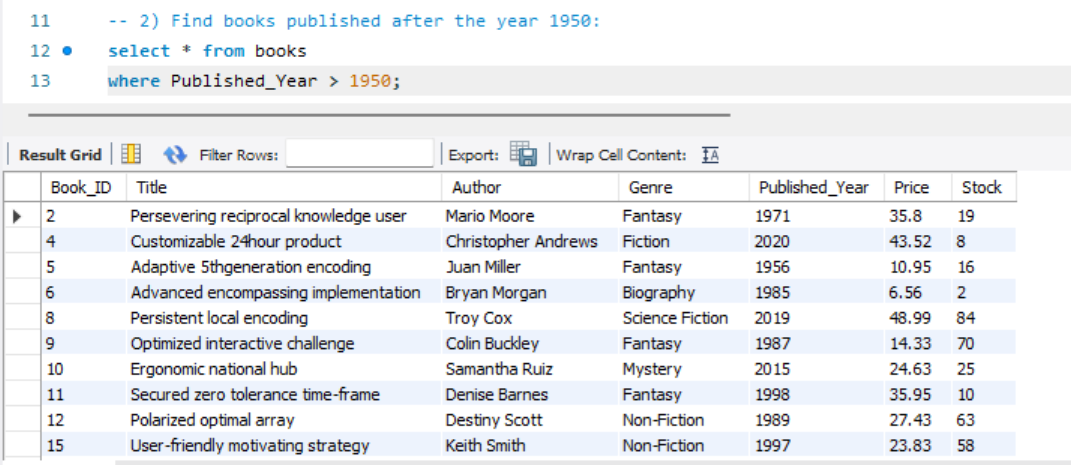 11 -- 2) Find books published after the year 1950:
12 select * from books
13 where Published_Year > 1950;
Result Grid Filter Rows: Export: Wrap Cell Content:
Book_ID Title Author Genre Published_Year Price Stock
2 Persevering reciprocal knowledge user Mario Moore Fantasy 1971 35.8 19
4 Customizable 24hour product Christopher Andrews Fiction 2020 43.52 8
5 Adaptive 5thgeneration encoding Juan Miller Fantasy 1956 10.95 16
6 Advanced encompassing implementation Bryan Morgan Biography 1985 6.56 2
8 Persistent local encoding Troy Cox Science Fiction 2019 48.99 84
9 Optimized interactive challenge Colin Buckley Fantasy 1987 14.33 70
10 Ergonomic national hub Samantha Ruiz Mystery 2015 24.63 25
11 Secured zero tolerance time-frame Denise Barnes Fantasy 1998 35.95 10
12 Polarized optimal array Destiny Scott Non-Fiction 1989 27.43 63
15 User-friendly motivating strategy Keith Smith Non-Fiction 1997 23.83 58